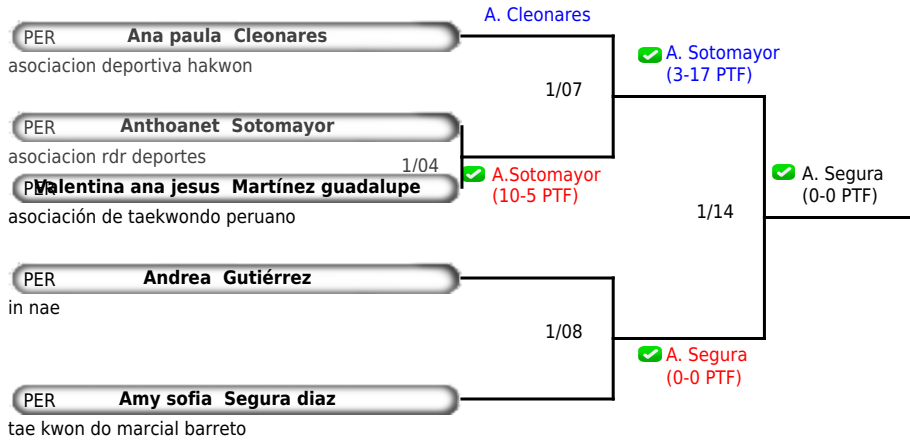 A. Cleonares
PER Ana paula Cleonares
asociacion deportiva hakwon
A. Sotomayor
(3-17 PTF)
1/07
PER Anthoanet Sotomayor
asociacion rdr deportes
1/04
A.Sotomayor
(10-5 PTF)
A. Segura
(0-0 PTF)
PER Valentina ana jesus Martínez guadalupe
asociación de taekwondo peruano
1/14
PER Andrea Gutiérrez
in nae
1/08
A. Segura
(0-0 PTF)
PER Amy sofia Segura diaz
tae kwon do marcial barreto